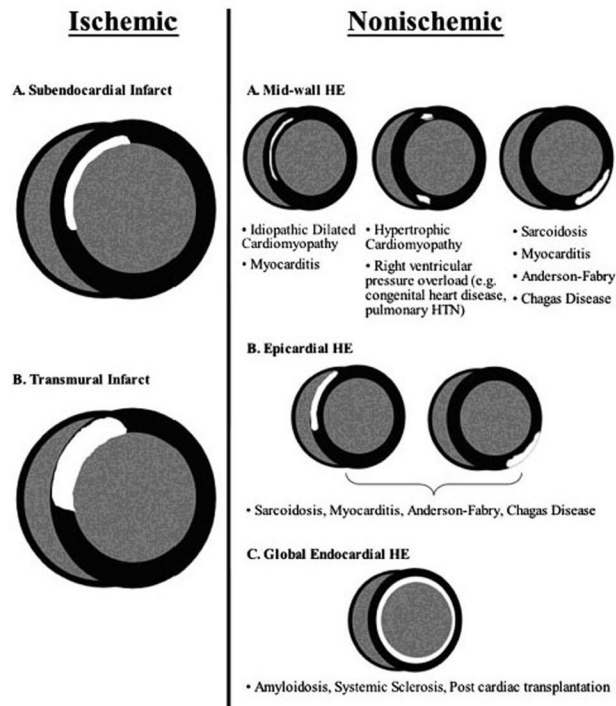 Ischemic
A. Subendocardial Infarct
B. Transmural Infarct
Nonischemic
A. Mid-wall HE
• Idiopathic Dilated
Cardiomyopathy
• Myocarditis
• Hypertrophic
Cardiomyopathy
• Right ventricular
pressure overload (e.g.
congenital heart disease,
pulmonary HTN)
• Sarcoidosis
• Myocarditis
• Anderson-Fabry
• Chagas Disease
B. Epicardial HE
• Sarcoidosis, Myocarditis, Anderson-Fabry, Chagas Disease
C. Global Endocardial HE
• Amyloidosis, Systemic Sclerosis, Post cardiac transplantation